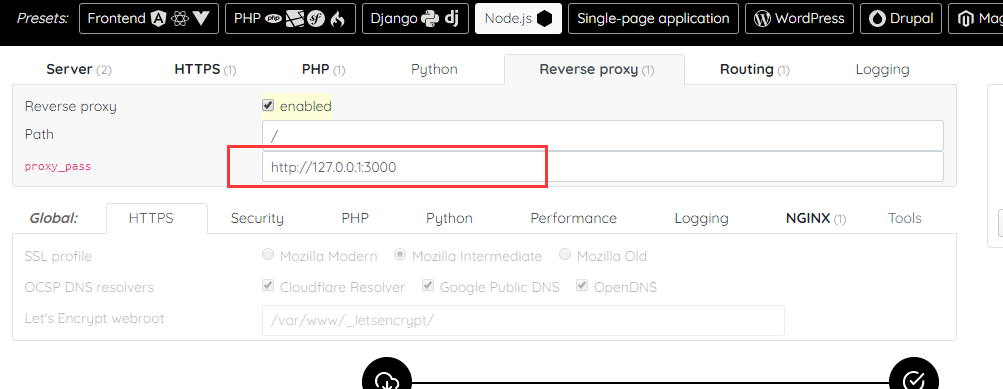 Presets: Frontend PHP php Django dj Node.js Single-page application WordPress Drupal Mag
Server (2) HTTPS (1) PHP (1) Python Reverse proxy (1) Routing (1) Logging
Reverse proxy enabled
Path /
proxy_pass http://127.0.0.1:3000
Global: HTTPS Security PHP Python Performance Logging NGINX (1) Tools
SSL profile Mozilla Modern Mozilla Intermediate Mozilla Old
OCSP DNS resolvers Cloudflare Resolver Google Public DNS OpenDNS
Let's Encrypt webroot /var/www/_letsencrypt/